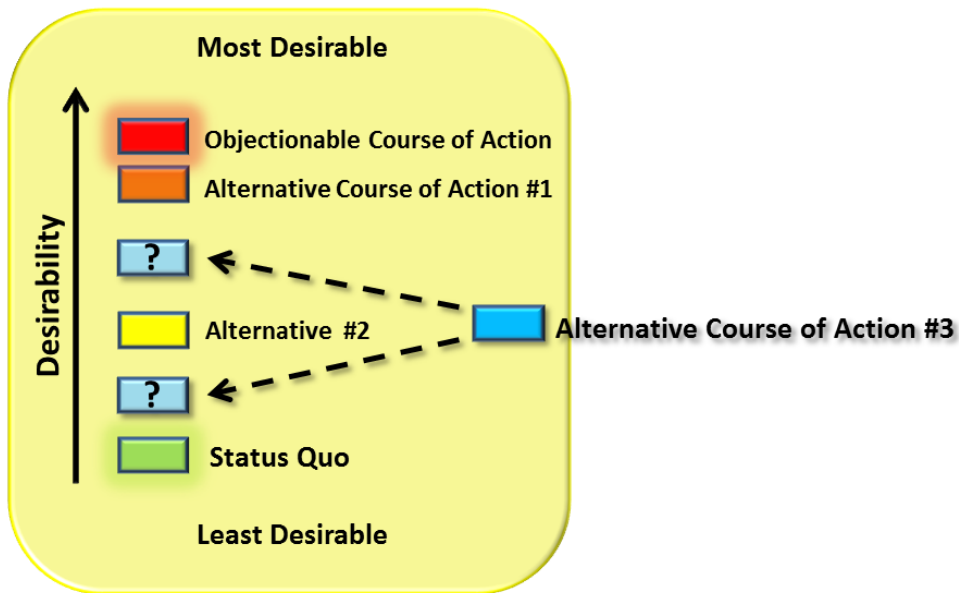 Most Desirable
Objectionable Course of Action
Alternative Course of Action #1
?
Desirability
Alternative #2
Alternative Course of Action #3
?
Status Quo
Least Desirable